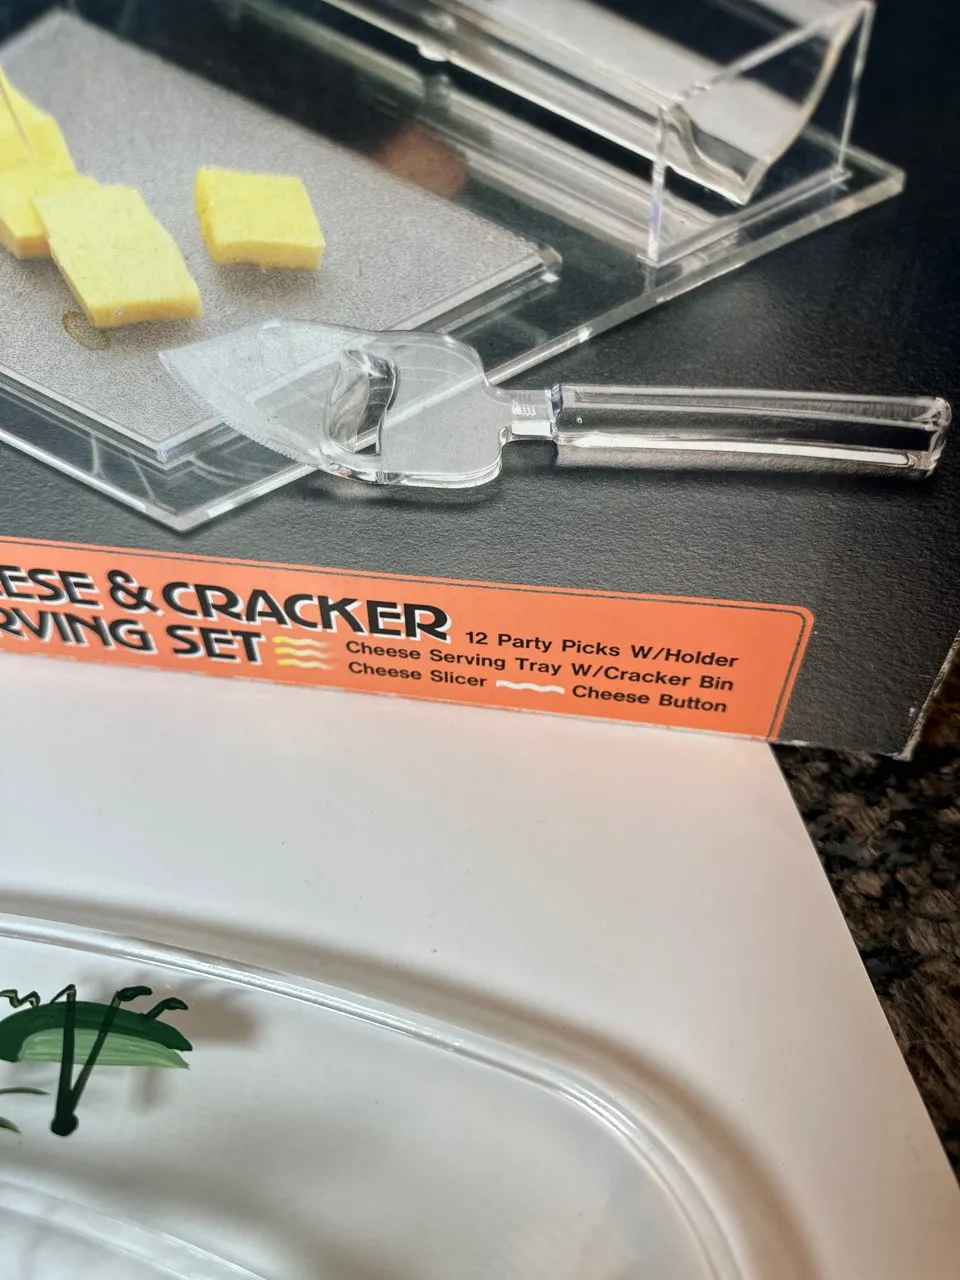 ESE & CRACKER
RVING SET
12 Party Picks W/Holder
Cheese Serving Tray W/Cracker Bin
Cheese Slicer Cheese Button